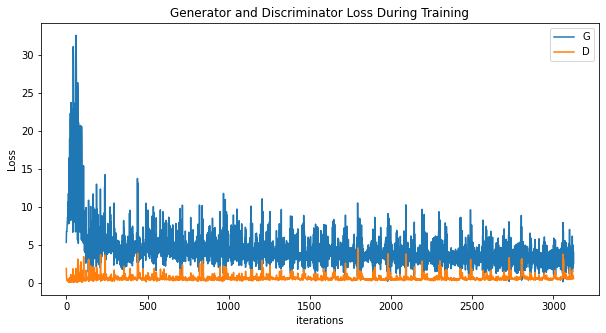 Generator and Discriminator Loss During Training
G
D
Loss
30
25
20
15
10
5
0
0 500 1000 1500 2000 2500 3000
iterations